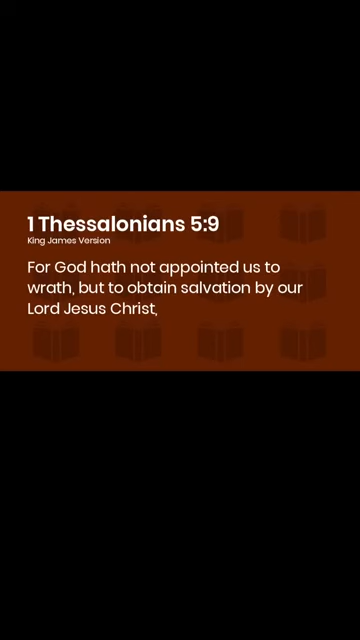 1 Thessalonians 5:9
King James Version
For God hath not appointed us to
wrath, but to obtain salvation by our
Lord Jesus Christ,